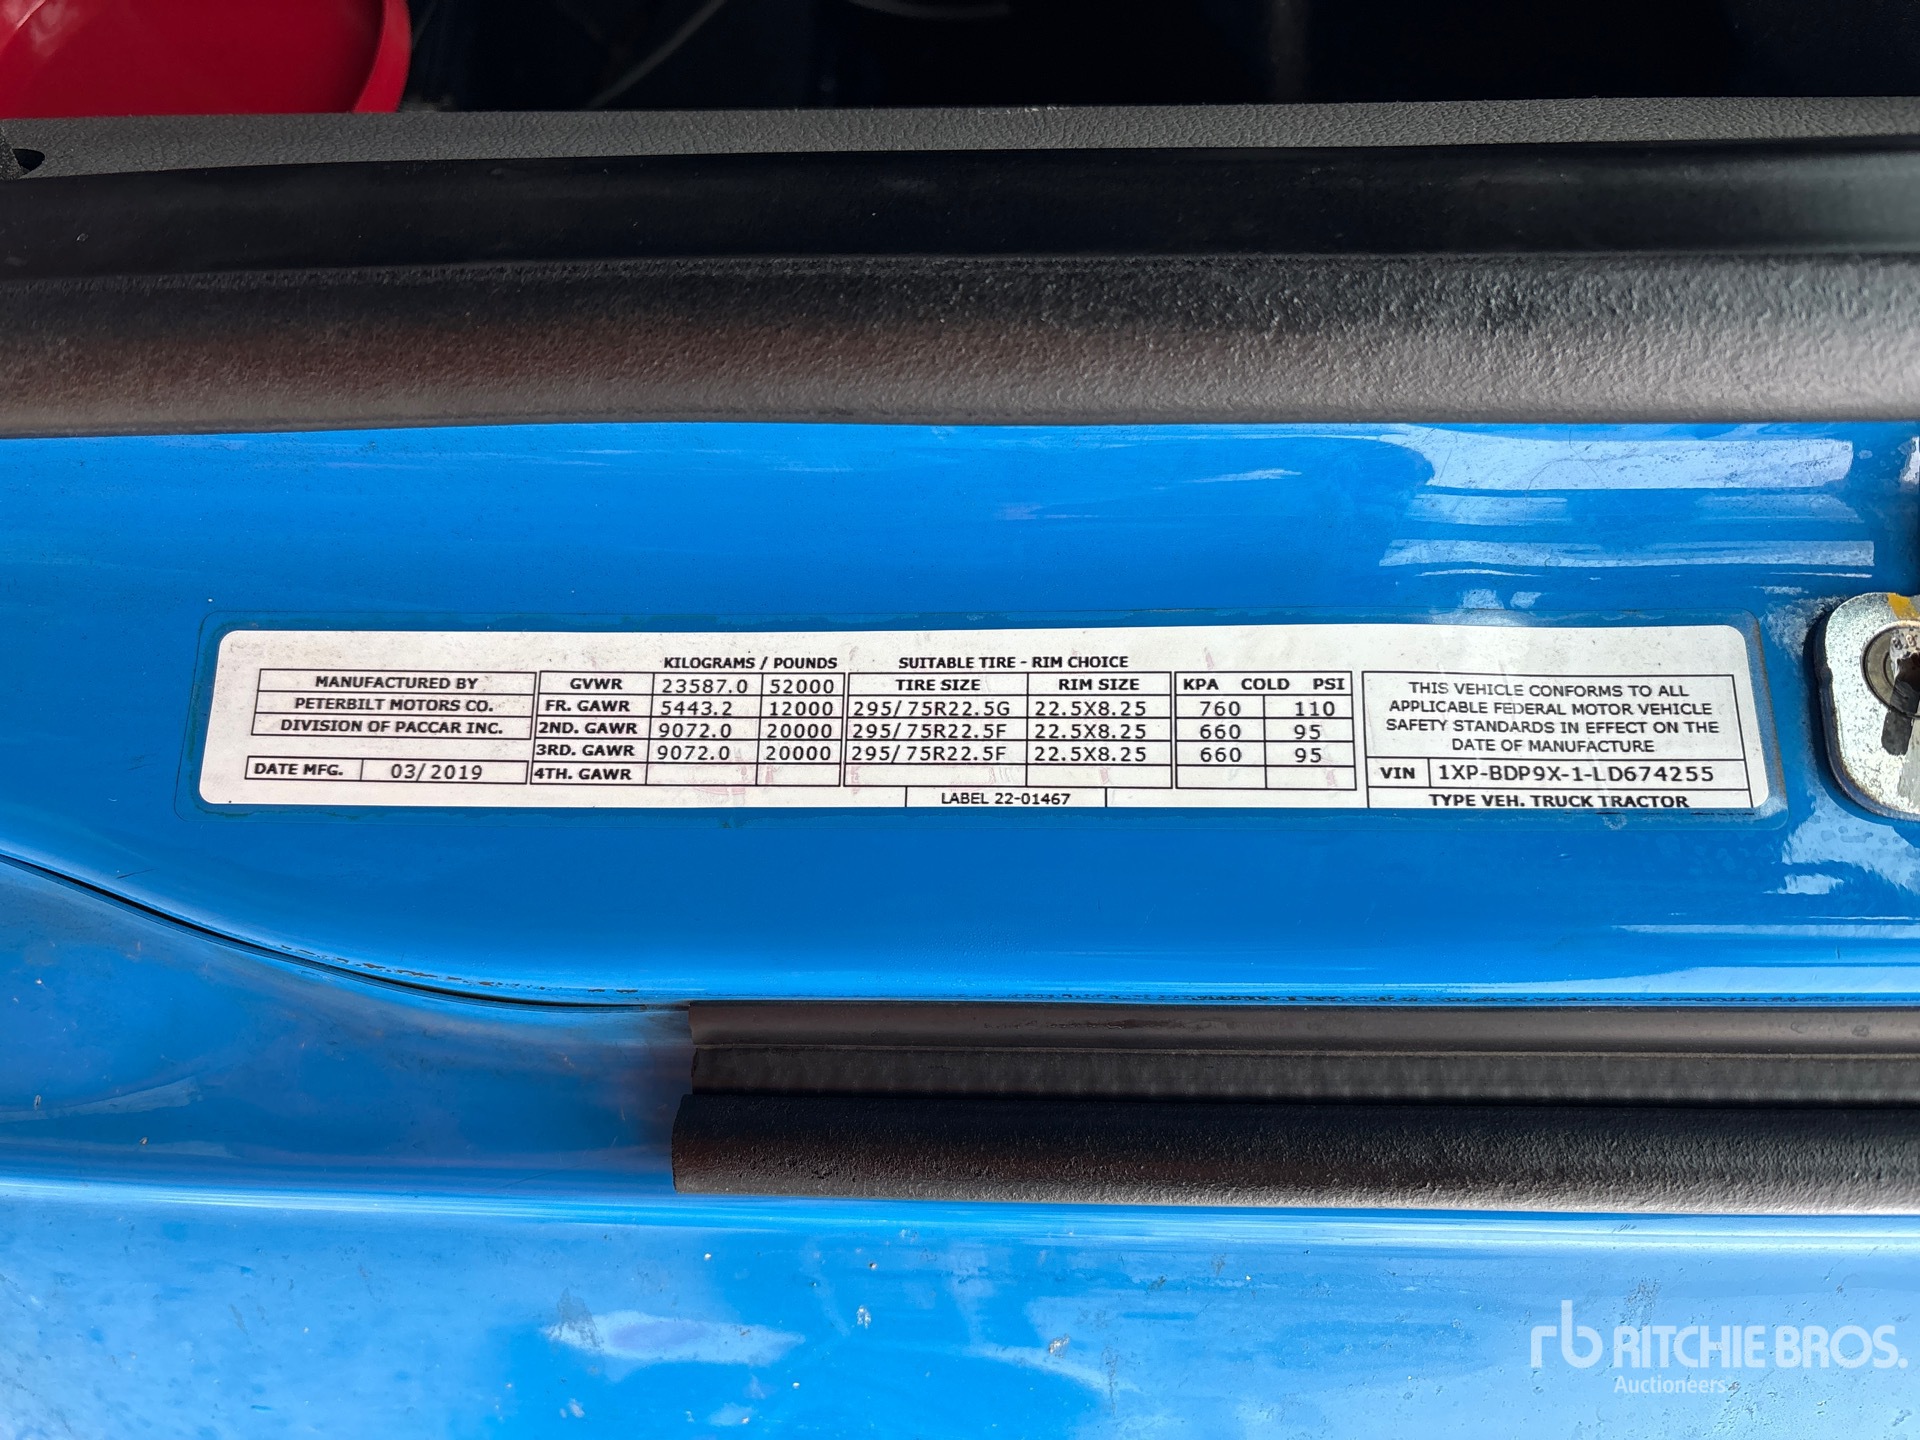 KILOGRAMS / POUNDS SUITABLE TIRE - RIM CHOICE
MANUFACTURED BY
PETERBILT MOTORS CO.
DIVISION OF PACCAR INC.
DATE MFG. 03/2019
GVWR 23587.0 52000 TIRE SIZE RIM SIZE KPA COLD PSI
FR. GAWR 5443.2 12000 295/75R22.5G 22.5X8.25 760 110
2ND. GAWR 9072.0 20000 295/75R22.5F 22.5X8.25 660 95
3RD. GAWR 9072.0 20000 295/75R22.5F 22.5X8.25 660 95
4TH. GAWR
LABEL 22-01467
THIS VEHICLE CONFORMS TO ALL
APPLICABLE FEDERAL MOTOR VEHICLE
SAFETY STANDARDS IN EFFECT ON THE
DATE OF MANUFACTURE
VIN 1XP-BDP9X-1-LD674255
TYPE VEH. TRUCK TRACTOR
rb RITCHIE BROS.
Auctioneers